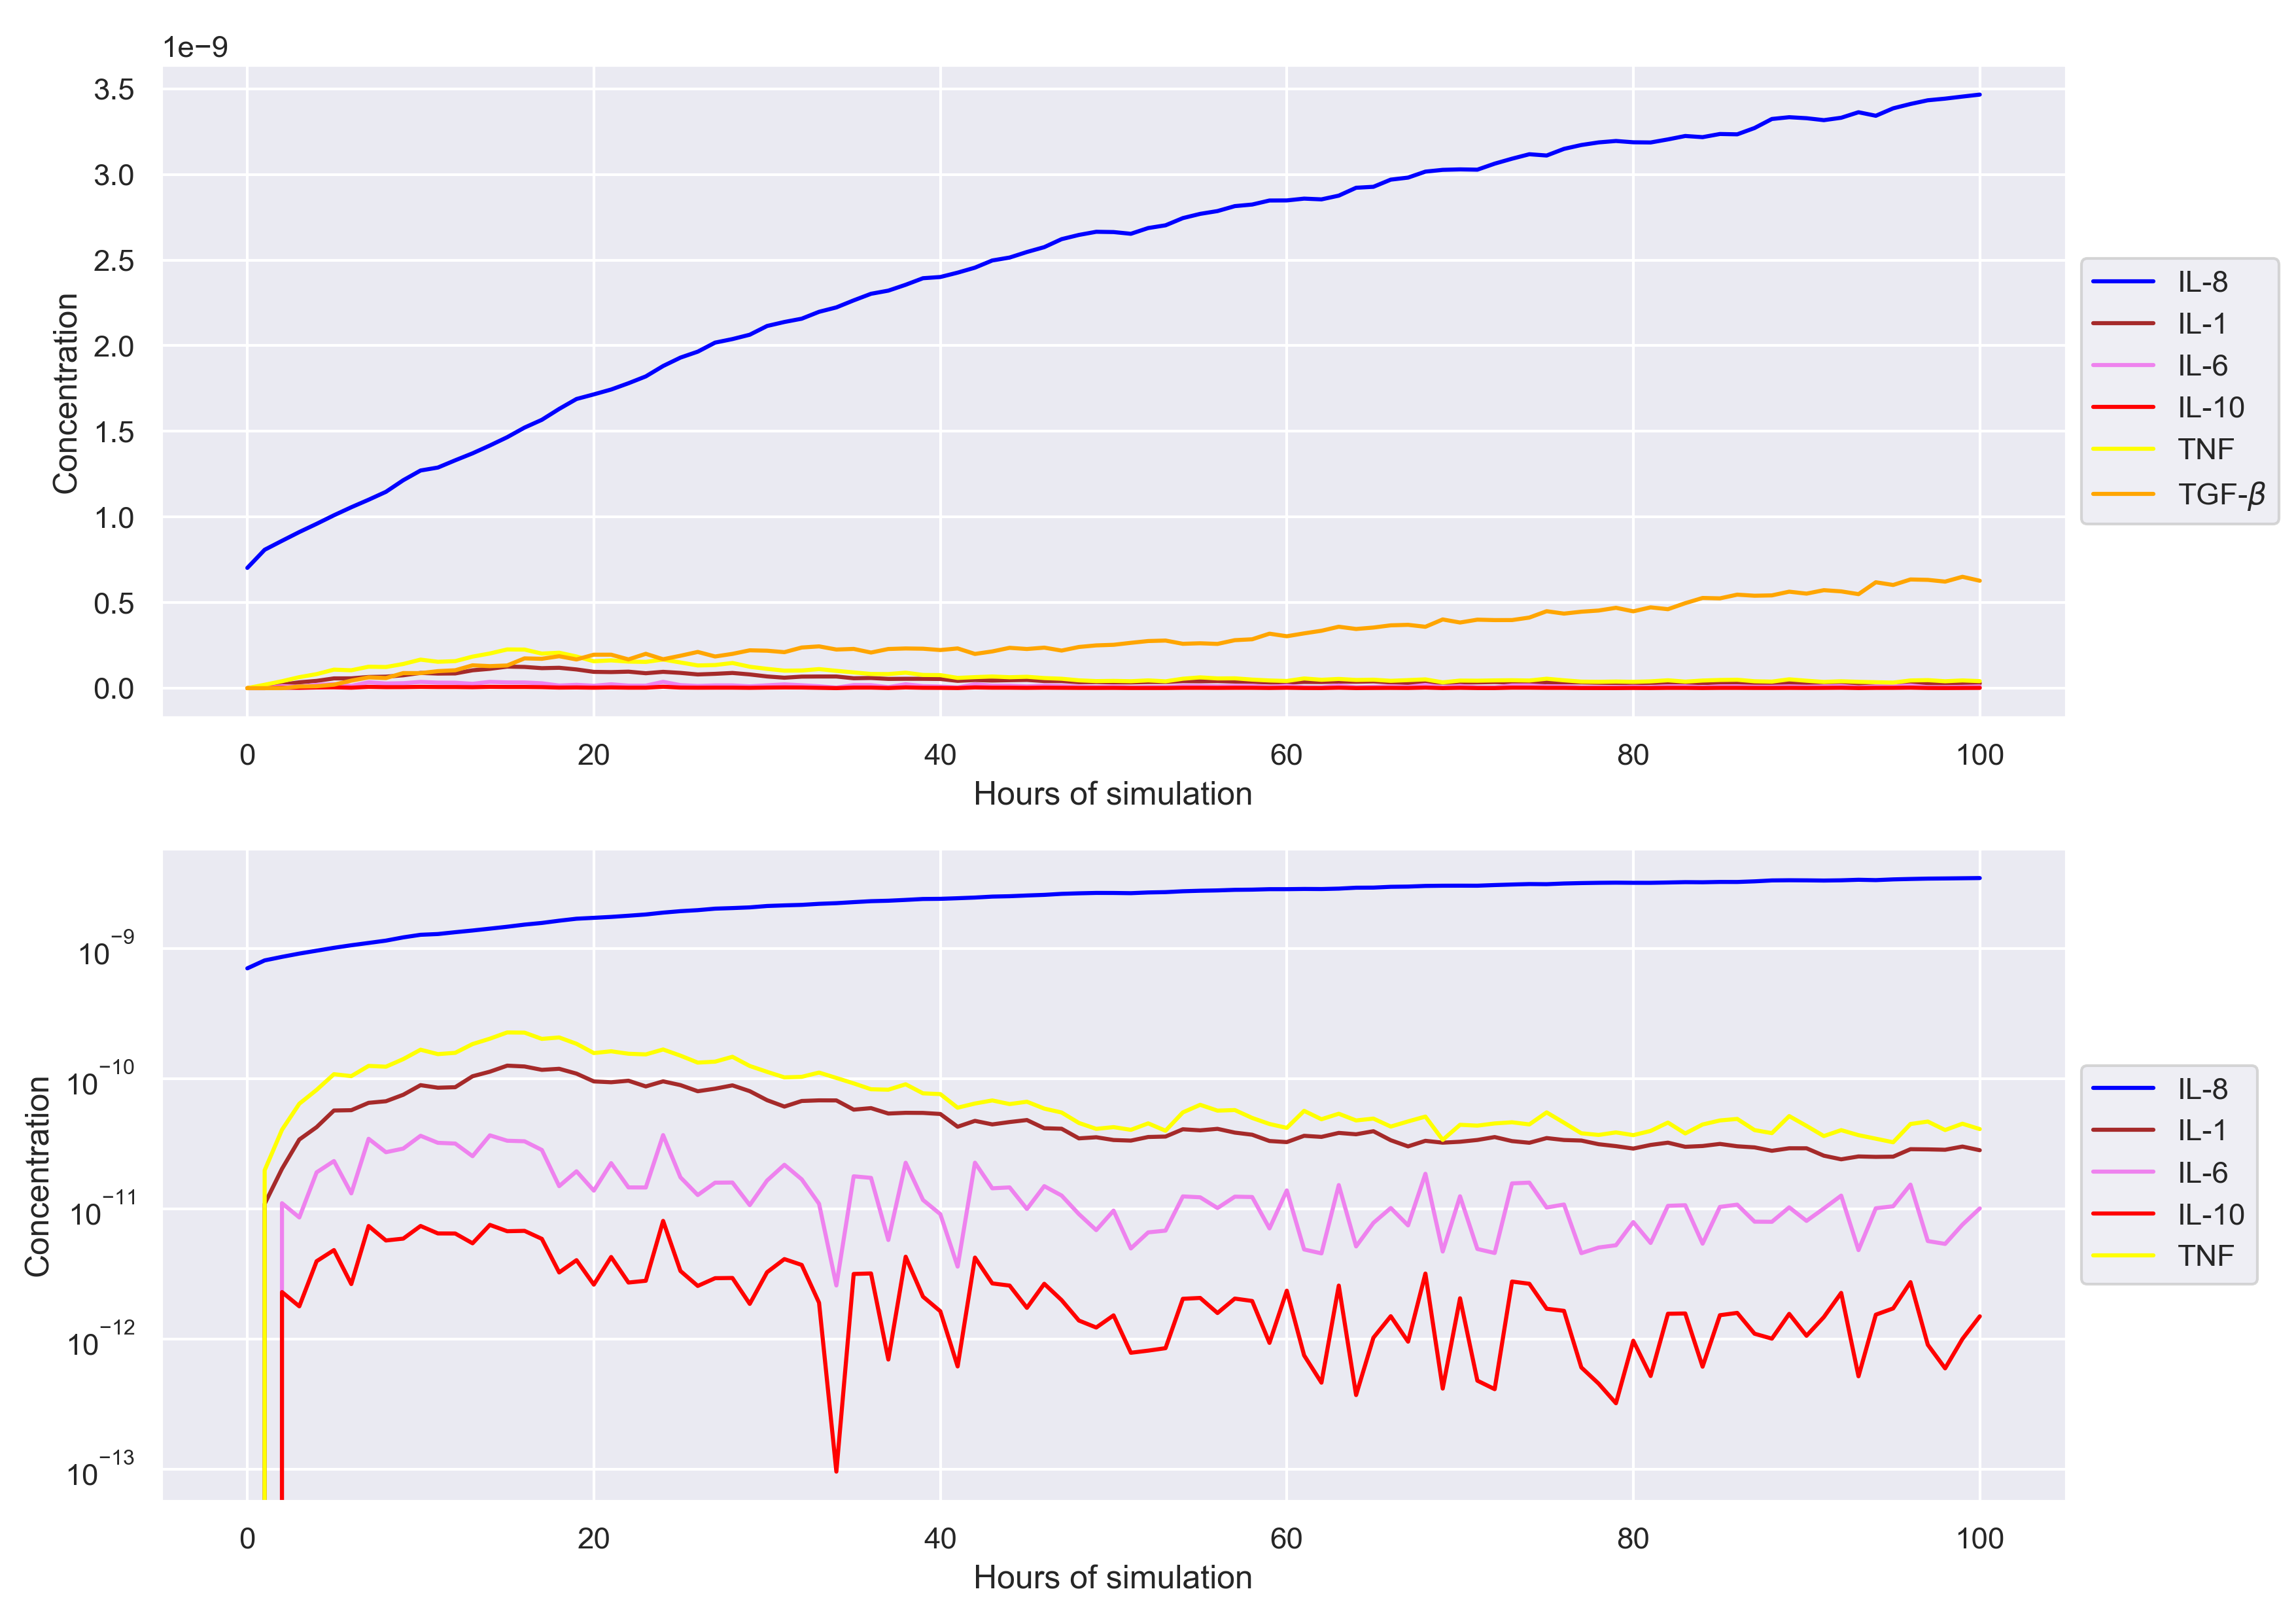 1e−9
3.5
3.0
2.5
2.0
1.5
1.0
0.5
0.0
Concentration
0 20 40 60 80 100
Hours of simulation
IL-8
IL-1
IL-6
IL-10
TNF
TGF-β
10⁻⁹
10⁻¹⁰
10⁻¹¹
10⁻¹²
10⁻¹³
Concentration
0 20 40 60 80 100
Hours of simulation
IL-8
IL-1
IL-6
IL-10
TNF